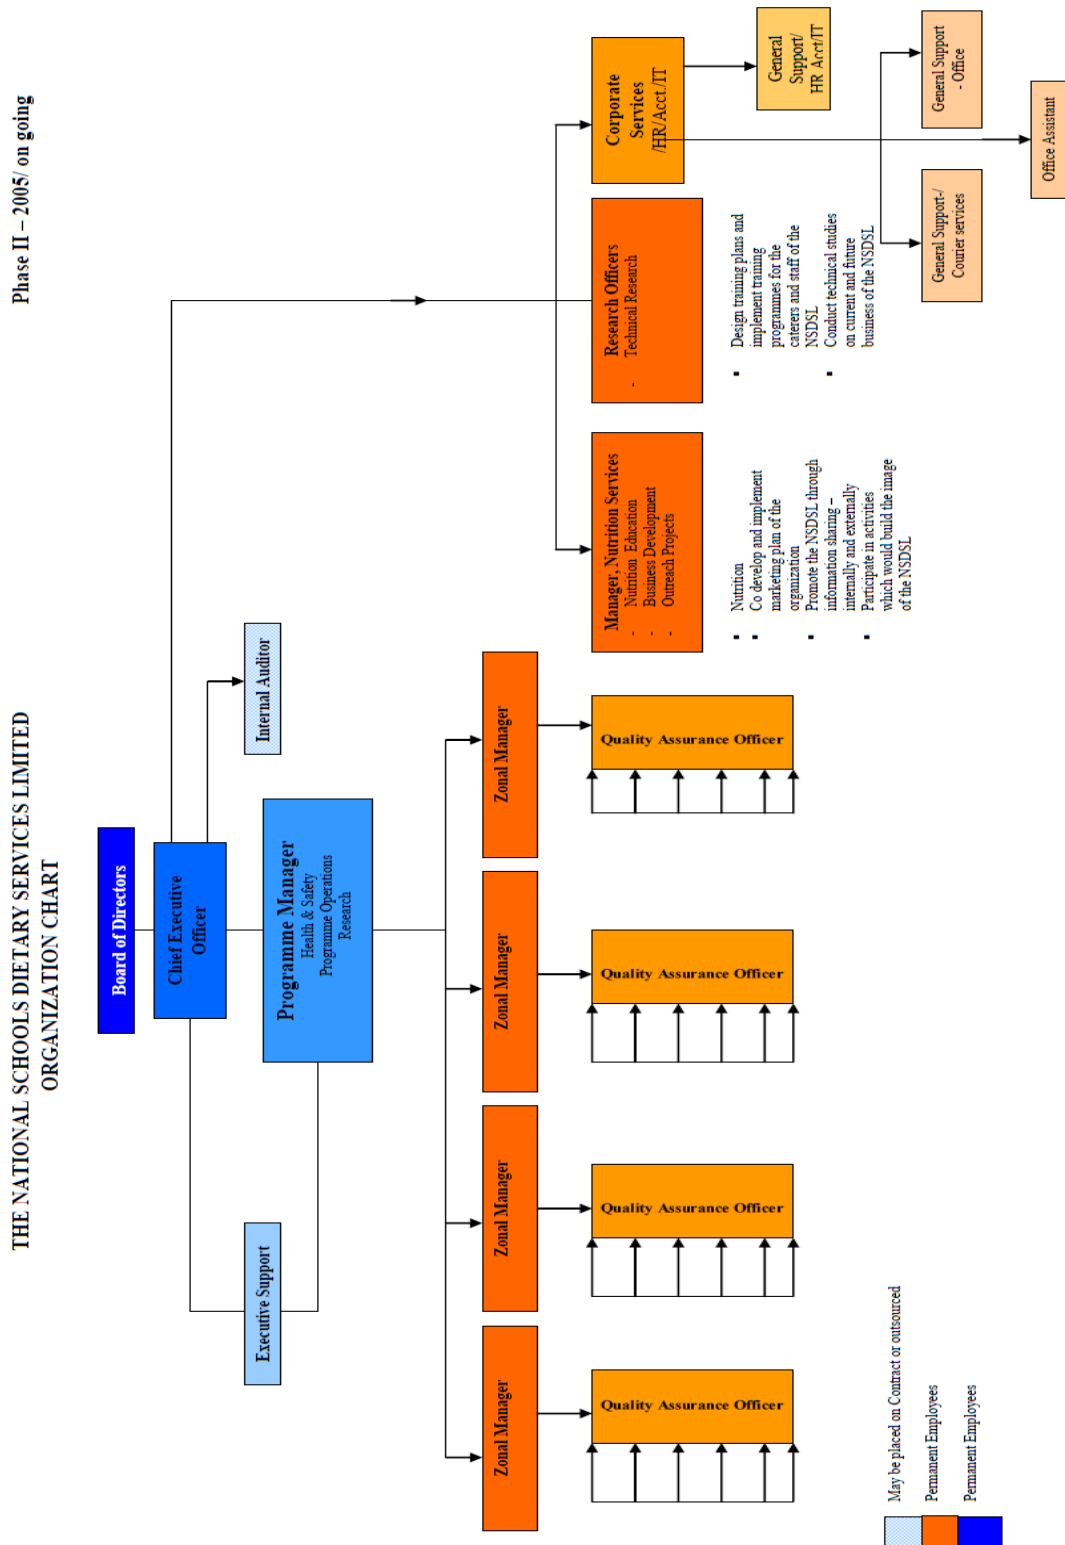 THE NATIONAL SCHOOLS DIETARY SERVICES LIMITED
ORGANIZATION CHART
Phase II – 2005/ on going
Board of Directors
Chief Executive
Officer
Internal Auditor
Executive Support
Programme Manager
Health & Safety
Programme Operations
Research
Zonal Manager
Zonal Manager
Zonal Manager
Zonal Manager
Quality Assurance Officer
Quality Assurance Officer
Quality Assurance Officer
Quality Assurance Officer
Manager, Nutrition Services
- Nutrition Education
- Business Development
- Outreach Projects
▪ Nutrition
▪ Co develop and implement
marketing plan of the
organization
▪ Promote the NSDSL through
information sharing –
internally and externally
▪ Participate in activities
which would build the image
of the NSDSL
Research Officers
- Technical Research
▪ Design training plans and
implement training
programmes for the
caterers and staff of the
NSDSL
▪ Conduct technical studies
on current and future
business of the NSDSL
Corporate
Services
/HR/Acct./IT
General
Support/
HR Acct/IT
General Support-/
Courier services
General Support
- Office
Office Assistant
May be placed on Contract or outsourced
Permanent Employees
Permanent Employees